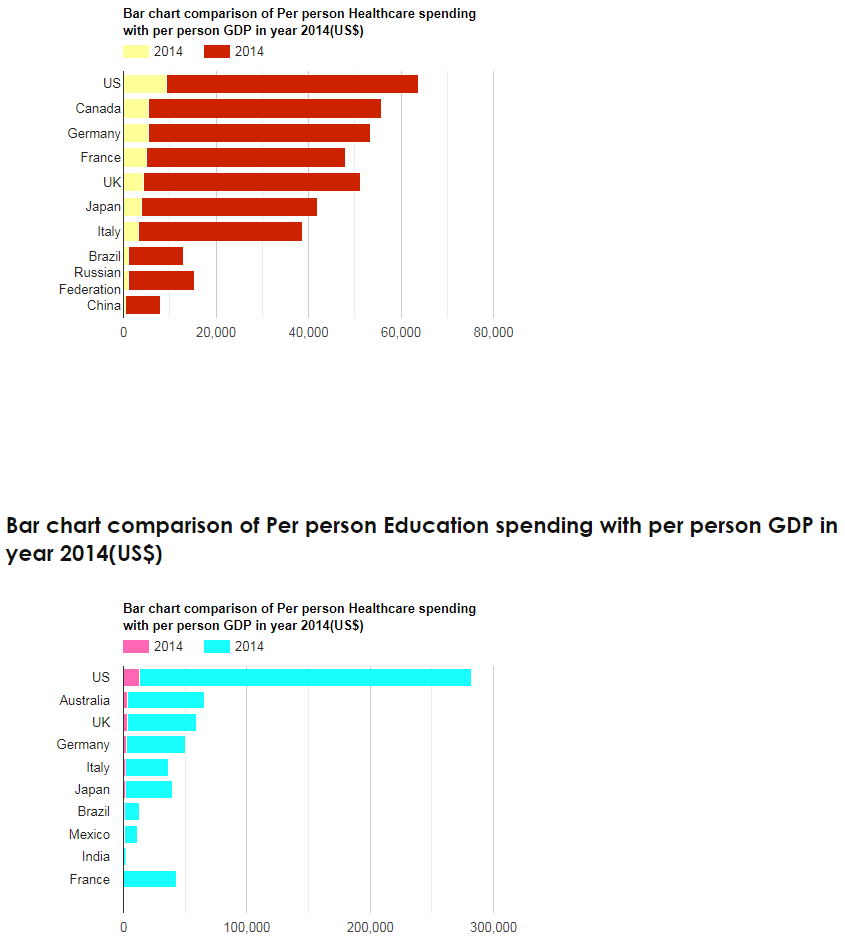 Bar chart comparison of Per person Healthcare spending
with per person GDP in year 2014(US$)
2014 2014
US
Canada
Germany
France
UK
Japan
Italy
Brazil
Russian
Federation
China
0 20,000 40,000 60,000 80,000
Bar chart comparison of Per person Education spending with per person GDP in
year 2014(US$)
Bar chart comparison of Per person Healthcare spending
with per person GDP in year 2014(US$)
2014 2014
US
Australia
UK
Germany
Italy
Japan
Brazil
Mexico
India
France
0 100,000 200,000 300,000